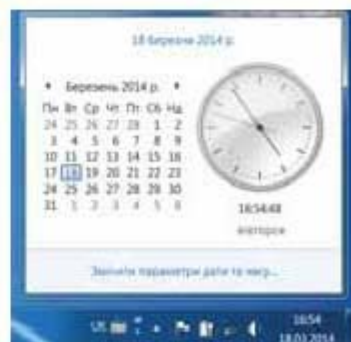 18 березня 2014 р.
Березень 2014 р.
Пн Вт Ср Чт Пт Сб Нд
24 25 26 27 28 1 2
3 4 5 6 7 8 9
10 11 12 13 14 15 16
17 18 19 20 21 22 23
24 25 26 27 28 29 30
31 1 2 3 4 5 6
16:54:48
вівторок
Змінити параметри дати та часу...
UK
16:54
18.03.2014